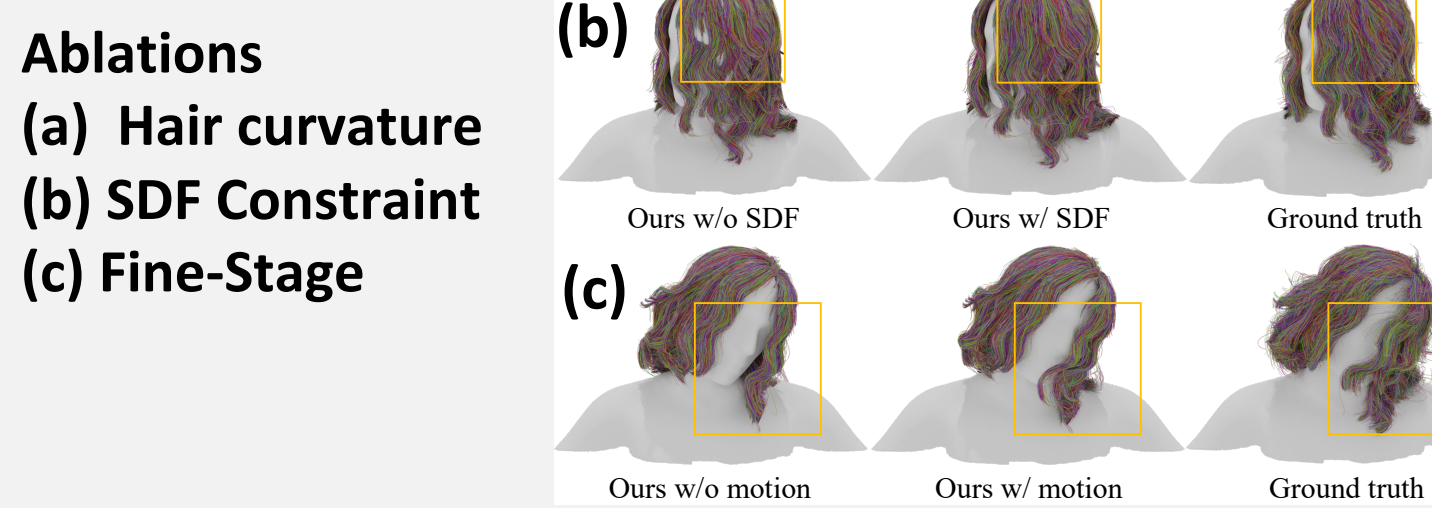 Ablations
(a) Hair curvature
(b) SDF Constraint
(c) Fine-Stage
(b)
Ours w/o SDF
Ours w/ SDF
Ground truth
(c)
Ours w/o motion
Ours w/ motion
Ground truth